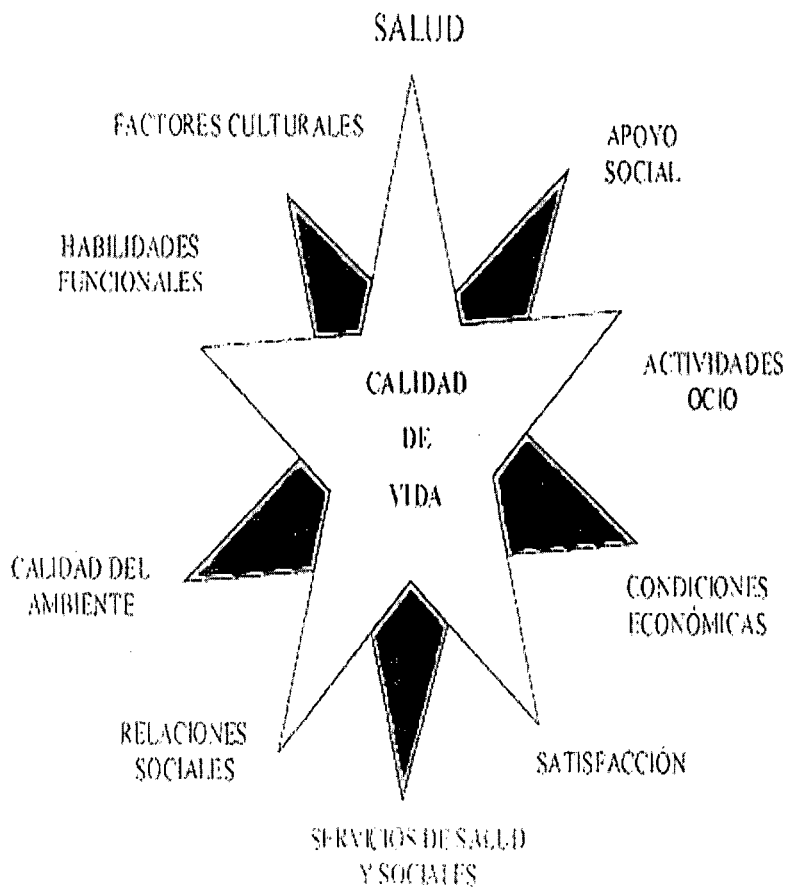 SALUD
FACTORES CULTURALES
APOYO
SOCIAL
HABILIDADES
FUNCIONALES
ACTIVIDADES
OCIO
CALIDAD
DE
VIDA
CALIDAD DEL
AMBIENTE
CONDICIONES
ECONÓMICAS
RELACIONES
SOCIALES
SATISFACCIÓN
SERVICIOS DE SALUD
Y SOCIALES